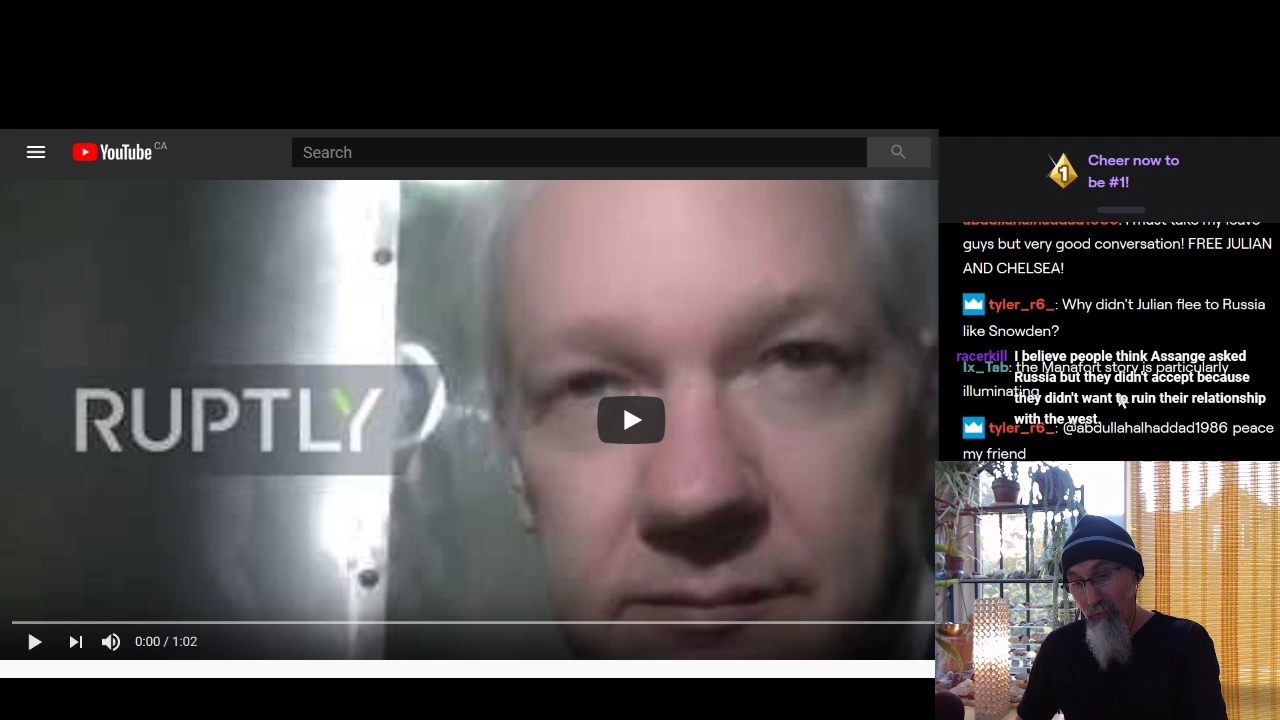 YouTube CA
Search
Cheer now to
be #1!
abdullahalhaddad1986: I must take my leave
guys but very good conversation! FREE JULIAN
AND CHELSEA!
tyler_r6_: Why didn't Julian flee to Russia
like Snowden?
racerkill I believe people think Assange asked
Ix_Tab: the Manafort story is particularly
Russia but they didn't accept because
illuminating
they didn't want to ruin their relationship
with the west
tyler_r6_: @abdullahalhaddad1986 peace
my friend
RUPTLY
0:00 / 1:02